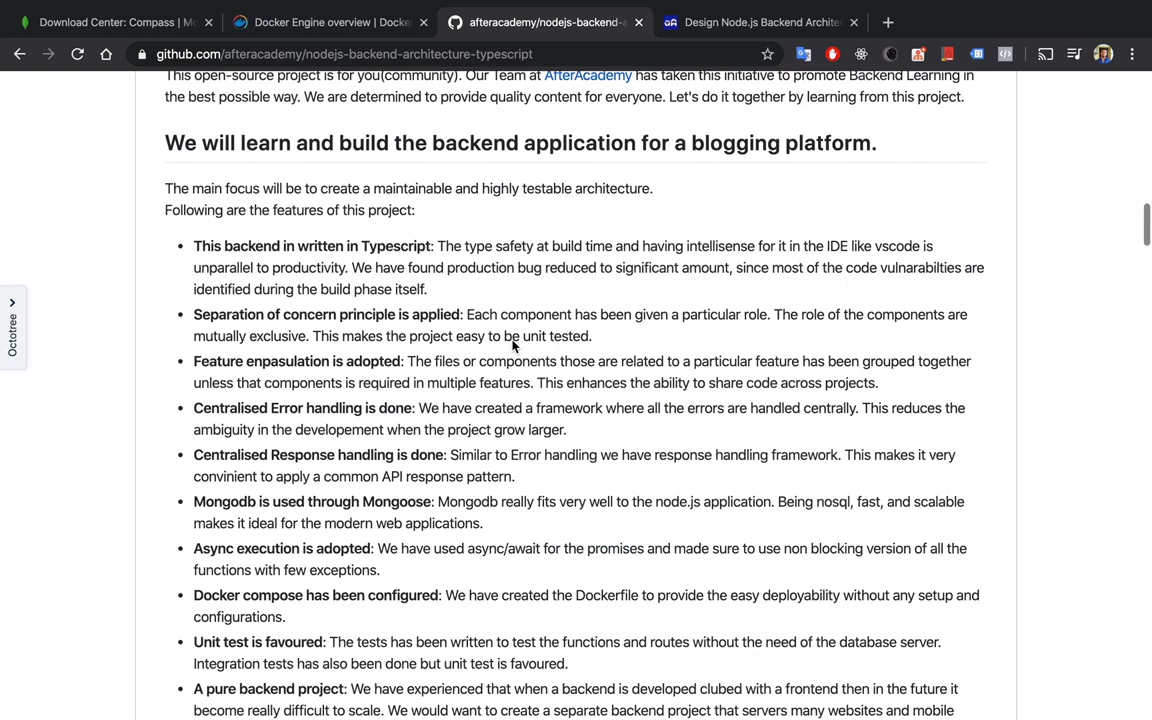 Download Center: Compass | Mo
Docker Engine overview | Docke
afteracademy/nodejs-backend-a
Design Node.js Backend Archite
github.com/afteracademy/nodejs-backend-architecture-typescript
This open-source project is for you(community). Our Team at AfterAcademy has taken this initiative to promote Backend Learning in
the best possible way. We are determined to provide quality content for everyone. Let's do it together by learning from this project.
We will learn and build the backend application for a blogging platform.
The main focus will be to create a maintainable and highly testable architecture.
Following are the features of this project:
• This backend in written in Typescript: The type safety at build time and having intellisense for it in the IDE like vscode is
unparallel to productivity. We have found production bug reduced to significant amount, since most of the code vulnarabilties are
identified during the build phase itself.
• Separation of concern principle is applied: Each component has been given a particular role. The role of the components are
mutually exclusive. This makes the project easy to be unit tested.
• Feature enpasulation is adopted: The files or components those are related to a particular feature has been grouped together
unless that components is required in multiple features. This enhances the ability to share code across projects.
• Centralised Error handling is done: We have created a framework where all the errors are handled centrally. This reduces the
ambiguity in the developement when the project grow larger.
• Centralised Response handling is done: Similar to Error handling we have response handling framework. This makes it very
convinient to apply a common API response pattern.
• Mongodb is used through Mongoose: Mongodb really fits very well to the node.js application. Being nosql, fast, and scalable
makes it ideal for the modern web applications.
• Async execution is adopted: We have used async/await for the promises and made sure to use non blocking version of all the
functions with few exceptions.
• Docker compose has been configured: We have created the Dockerfile to provide the easy deployability without any setup and
configurations.
• Unit test is favoured: The tests has been written to test the functions and routes without the need of the database server.
Integration tests has also been done but unit test is favoured.
• A pure backend project: We have experienced that when a backend is developed clubed with a frontend then in the future it
become really difficult to scale. We would want to create a separate backend project that servers many websites and mobile
Octotree